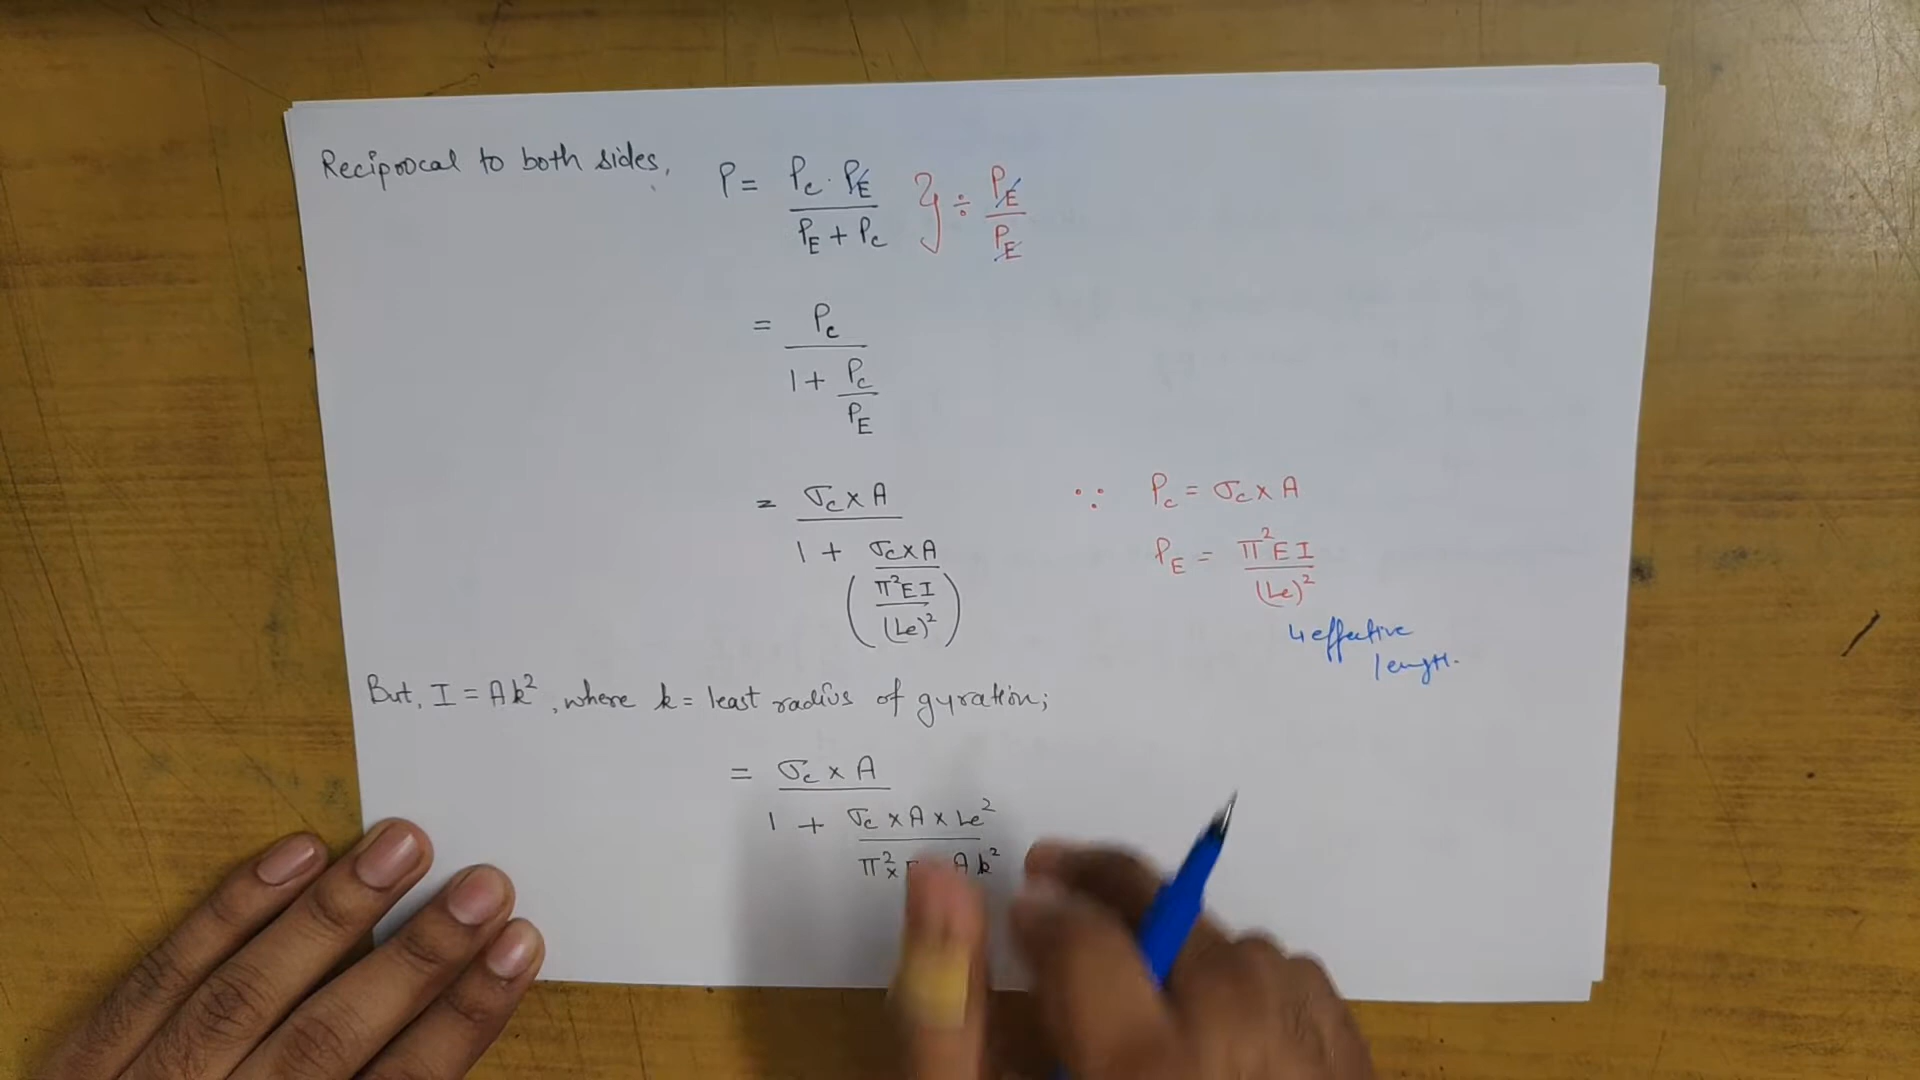 Reciprocal to both sides, P = Pc · PE / PE + Pc } ÷ PE / PE
= Pc / 1 + Pc / PE
= σc × A / 1 + σc×A / (π²EI / (Le)²)
∵ Pc = σc × A
PE = π²EI / (Le)²
↳ effective
length.
But, I = Ak², where k = least radius of gyration;
= σc × A / 1 + σc × A × Le² / π² × Ak²